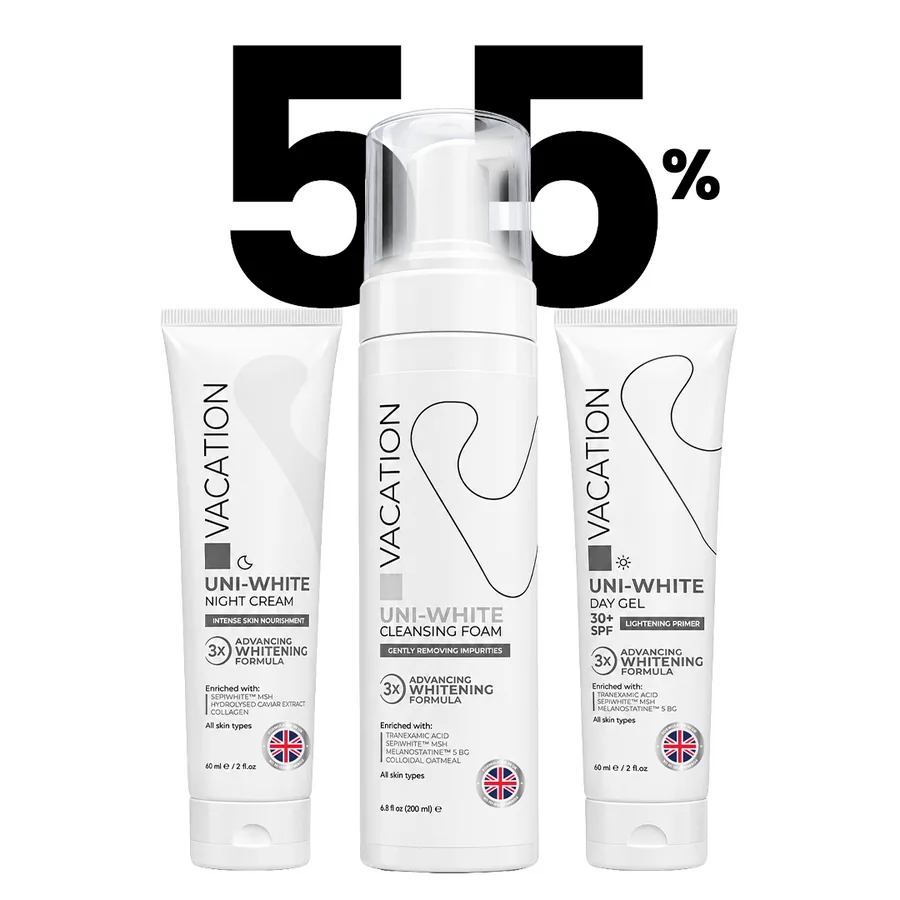 55%
VACATION
UNI-WHITE
NIGHT CREAM
INTENSE SKIN NOURISHMENT
3x ADVANCING
WHITENING
FORMULA
Enriched with:
SEPIWHITE™ MSH
HYDROLYSED CAVIAR EXTRACT
COLLAGEN
All skin types
60 ml e / 2 fl.oz
VACATION
UNI-WHITE
CLEANSING FOAM
GENTLY REMOVING IMPURITIES
3x ADVANCING
WHITENING
FORMULA
Enriched with:
TRANEXAMIC ACID
SEPIWHITE™ MSH
MELANOSTATINE™ 5 BG
COLLOIDAL OATMEAL
All skin types
6.8 fl oz (200 ml) e
VACATION
UNI-WHITE
DAY GEL
30+
SPF LIGHTENING PRIMER
3x ADVANCING
WHITENING
FORMULA
Enriched with:
TRANEXAMIC ACID
SEPIWHITE™ MSH
MELANOSTATINE™ 5 BG
All skin types
60 ml e / 2 fl.oz